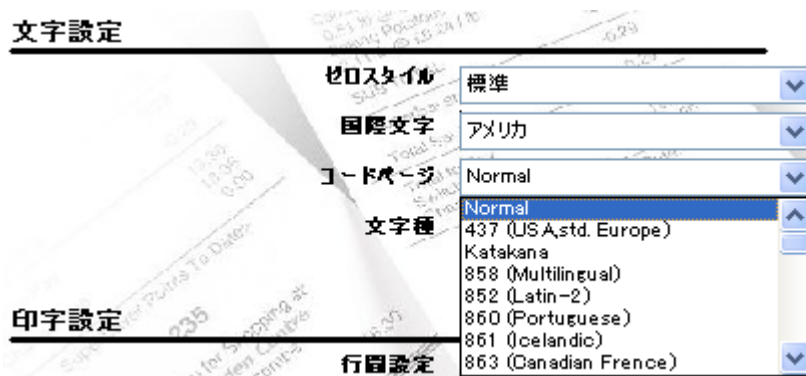 文字設定
ゼロスタイル 標準
国際文字 アメリカ
コードページ Normal
Normal
文字種 437 (USA,std. Europe)
Katakana
858 (Multilingual)
852 (Latin-2)
860 (Portuguese)
印字設定 861 (Icelandic)
行間設定 863 (Canadian Frence)